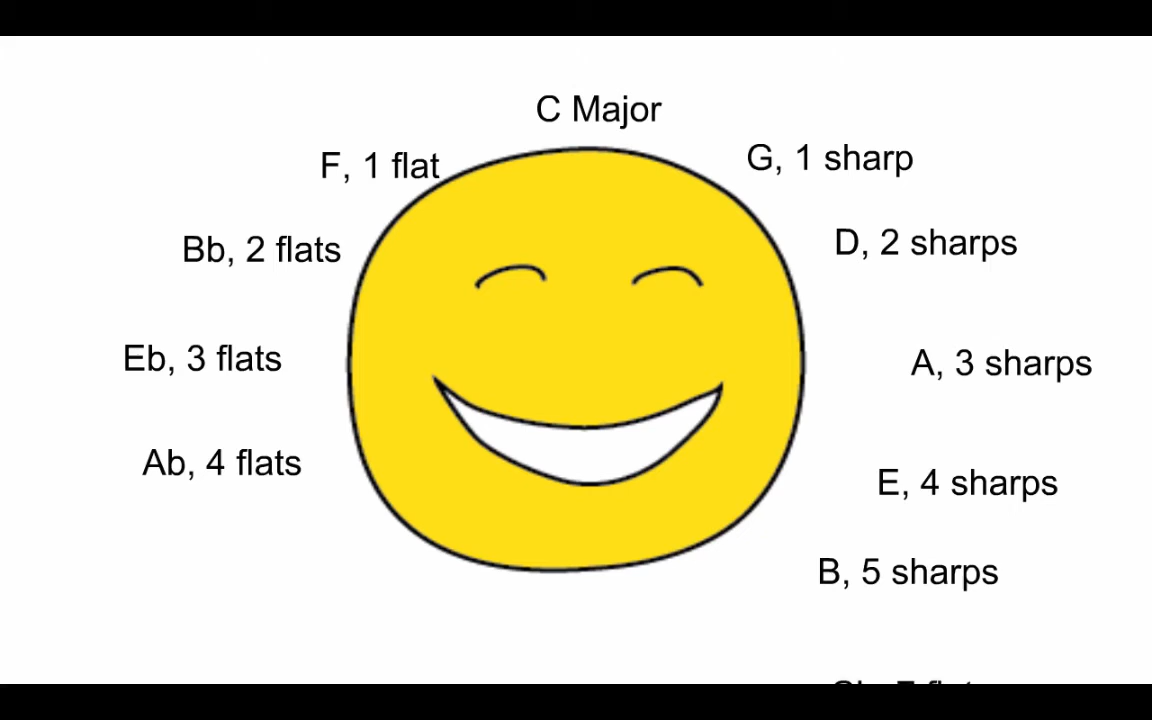 C Major
F, 1 flat
G, 1 sharp
Bb, 2 flats
D, 2 sharps
Eb, 3 flats
A, 3 sharps
Ab, 4 flats
E, 4 sharps
B, 5 sharps